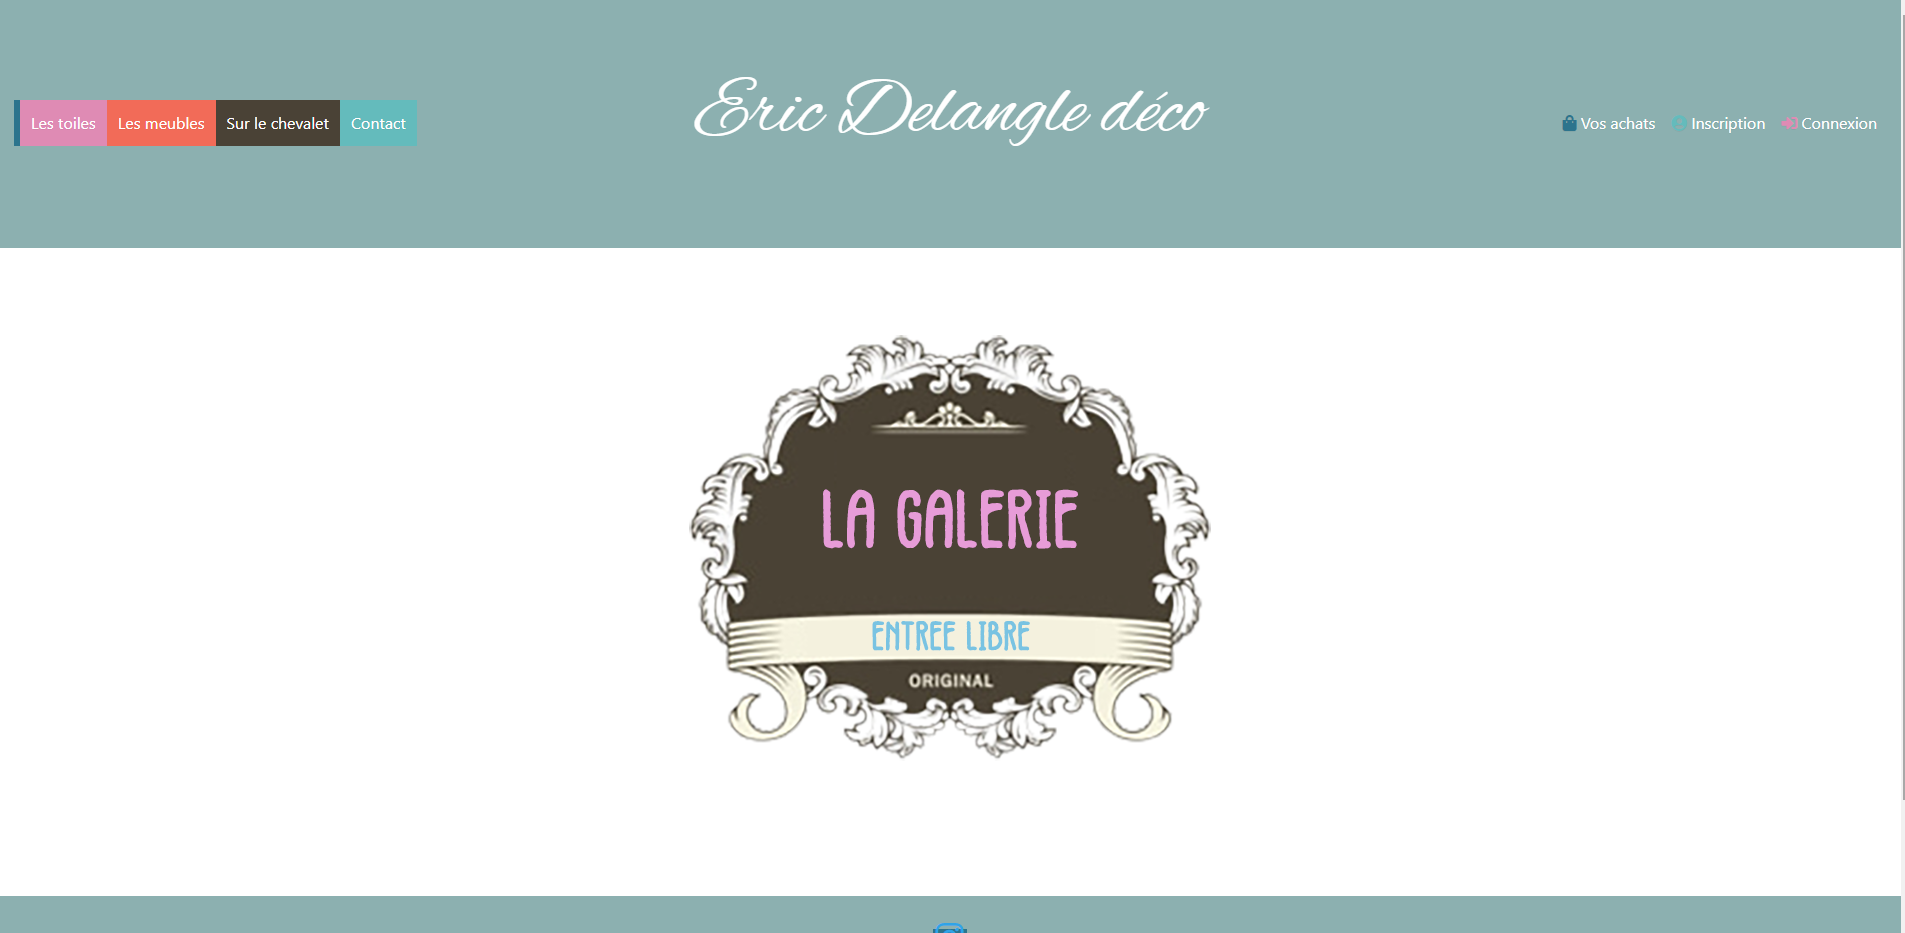 Les toiles Les meubles Sur le chevalet Contact
Eric Delangle déco
Vos achats Inscription Connexion
LA GALERIE
ENTREE LIBRE
ORIGINAL